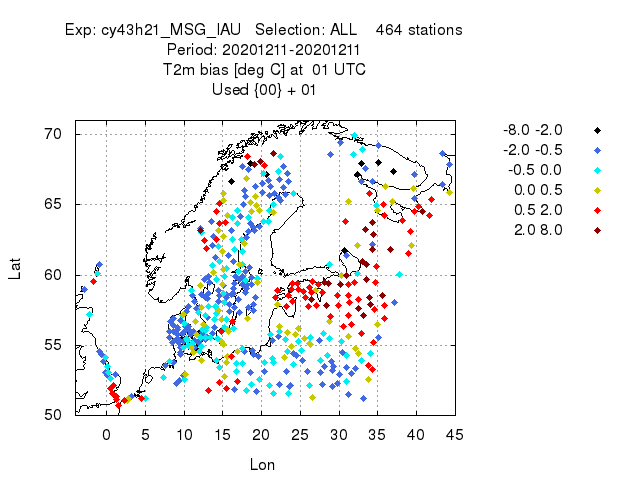 Exp: cy43h21_MSG_IAU   Selection: ALL    464 stations
Period: 20201211-20201211
T2m bias [deg C] at  01 UTC
Used {00} + 01
-8.0 -2.0
-2.0 -0.5
-0.5 0.0
0.0 0.5
0.5 2.0
2.0 8.0
70
65
60
55
50
Lat
0 5 10 15 20 25 30 35 40 45
Lon